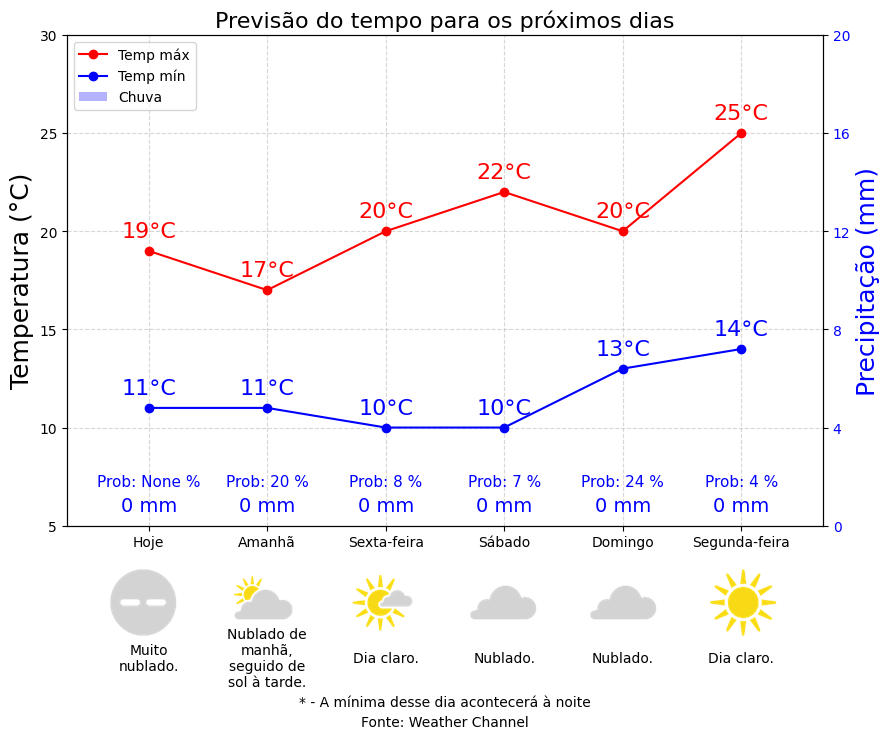 Previsão do tempo para os próximos dias
30
25
20
15
10
5
Temperatura (°C)
Temp máx
Temp mín
Chuva
20
16
12
8
4
0
Precipitação (mm)
19°C
17°C
20°C
22°C
20°C
25°C
11°C
11°C
10°C
10°C
13°C
14°C
Prob: None %
Prob: 20 %
Prob: 8 %
Prob: 7 %
Prob: 24 %
Prob: 4 %
0 mm
0 mm
0 mm
0 mm
0 mm
0 mm
Hoje
Amanhã
Sexta-feira
Sábado
Domingo
Segunda-feira
Muito
nublado.
Nublado de
manhã,
seguido de
sol à tarde.
Dia claro.
Nublado.
Nublado.
Dia claro.
* - A mínima desse dia acontecerá à noite
Fonte: Weather Channel